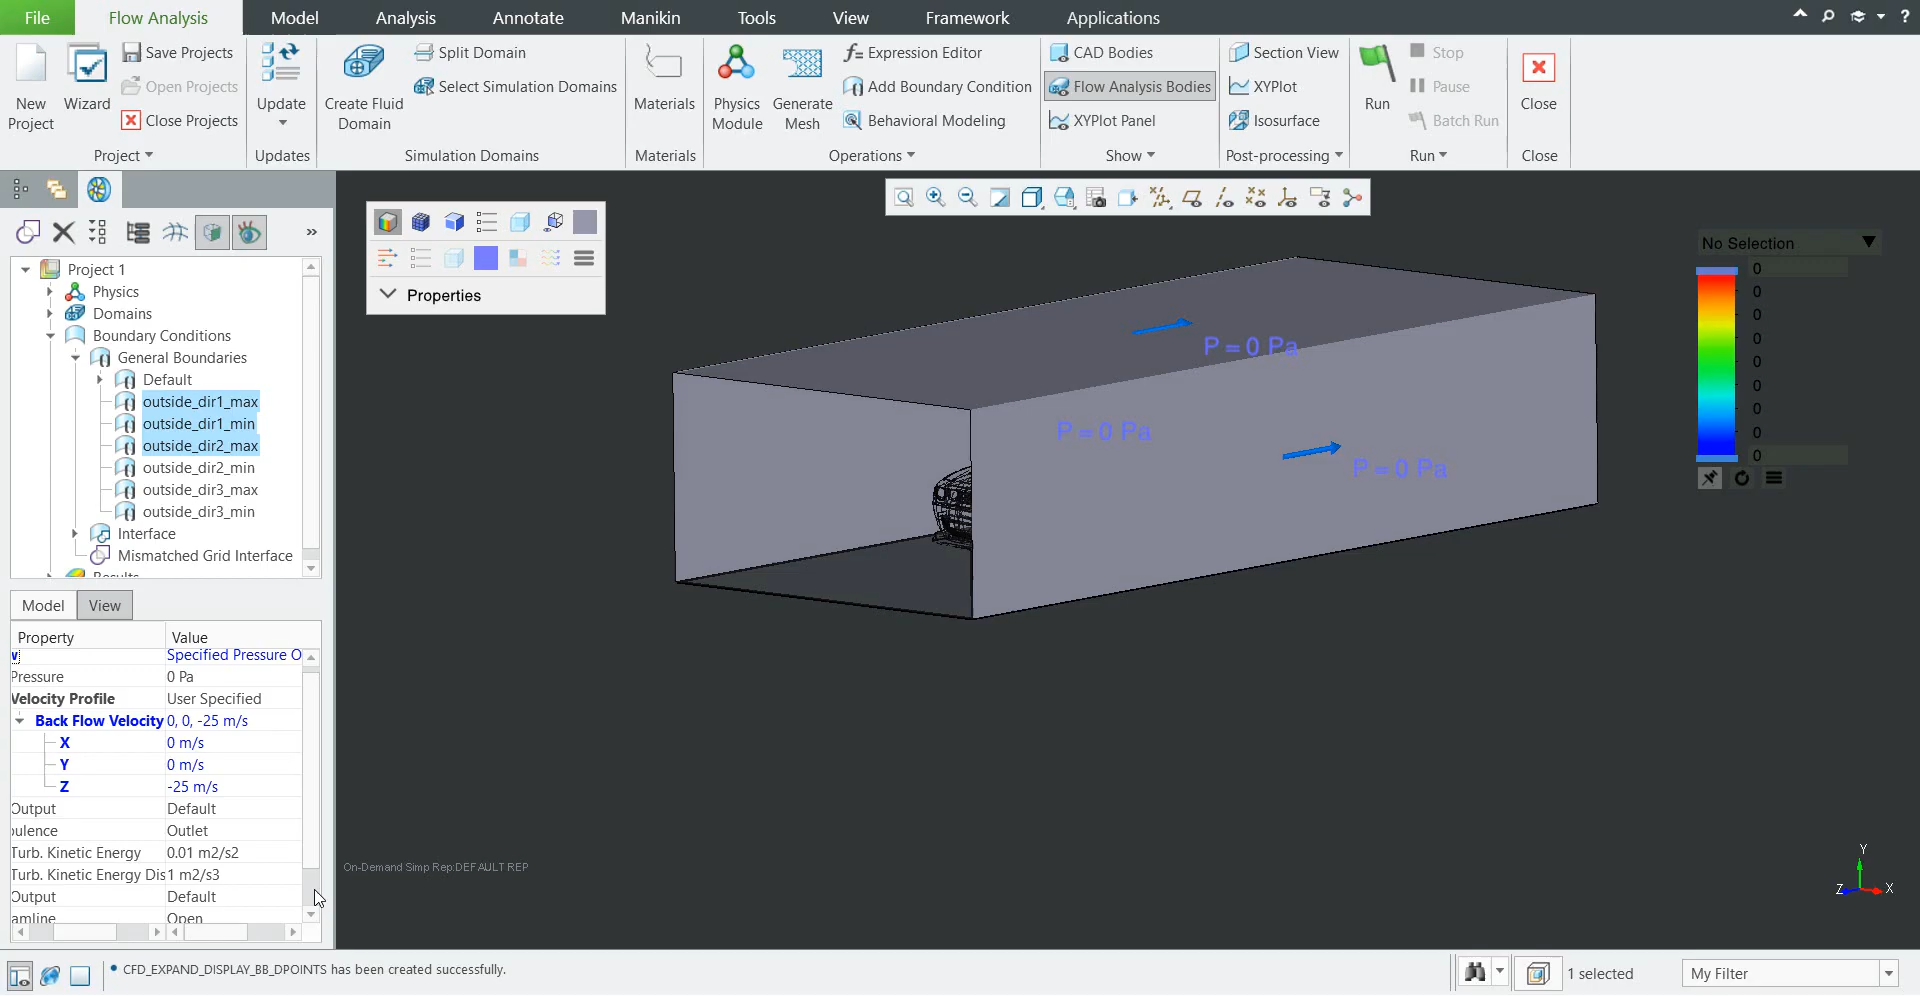 File
Flow Analysis
Model
Analysis
Annotate
Manikin
Tools
View
Framework
Applications
New Project
Wizard
Save Projects
Open Projects
Close Projects
Project
Update
Updates
Create Fluid Domain
Split Domain
Select Simulation Domains
Simulation Domains
Materials
Materials
Physics Module
Generate Mesh
f= Expression Editor
Add Boundary Condition
Behavioral Modeling
Operations
CAD Bodies
Flow Analysis Bodies
XYPlot Panel
Show
Section View
XYPlot
Isosurface
Post-processing
Run
Stop
Pause
Batch Run
Run
Close
Close
Project 1
Physics
Domains
Boundary Conditions
General Boundaries
Default
outside_dir1_max
outside_dir1_min
outside_dir2_max
outside_dir2_min
outside_dir3_max
outside_dir3_min
Interface
Mismatched Grid Interface
Results
Model
View
Property Value
w Specified Pressure O
Pressure 0 Pa
Velocity Profile User Specified
Back Flow Velocity 0, 0, -25 m/s
X 0 m/s
Y 0 m/s
Z -25 m/s
Output Default
ulence Outlet
Turb. Kinetic Energy 0.01 m2/s2
Turb. Kinetic Energy Dis 1 m2/s3
Output Default
amline Open
Properties
P = 0 Pa
P = 0 Pa
P = 0 Pa
No Selection
0
0
0
0
0
0
0
0
0
On-Demand Simp Rep:DEFAULT REP
Y
Z
X
CFD_EXPAND_DISPLAY_BB_DPOINTS has been created successfully.
1 selected
My Filter